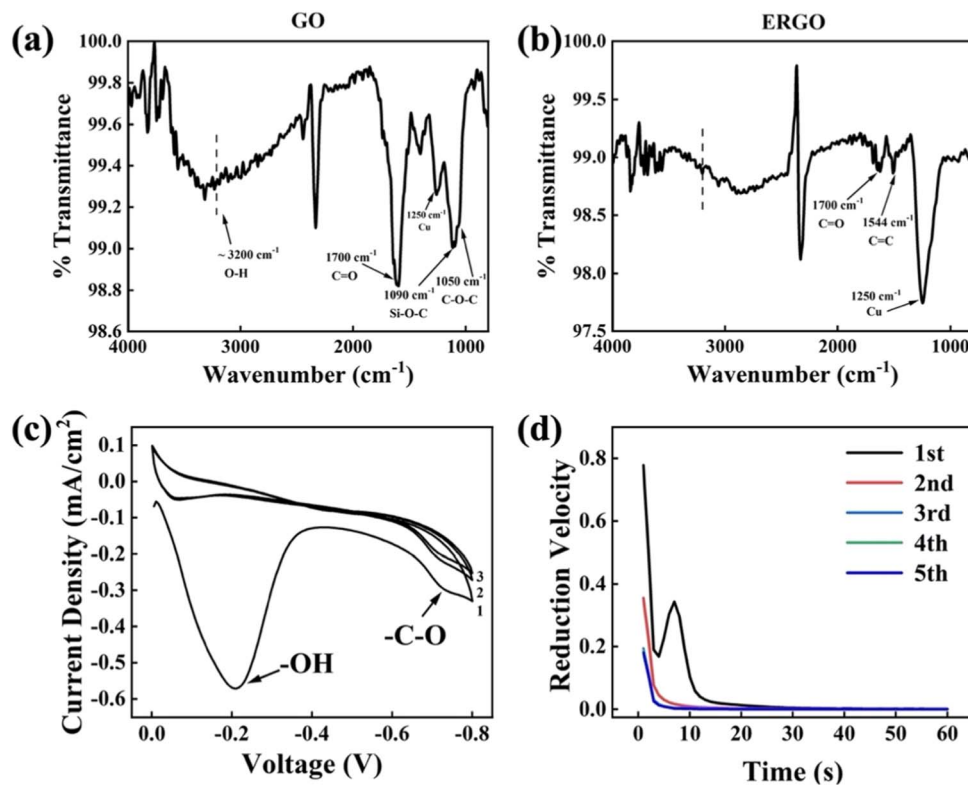 GO
(a)
% Transmittance
100.0
99.8
99.6
99.4
99.2
99.0
98.8
98.6
4000
3000
2000
1000
Wavenumber (cm-1)
~ 3200 cm-1
O-H
1700 cm-1
C=O
1250 cm-1
Cu
1090 cm-1
Si-O-C
1050 cm-1
C-O-C
ERGO
(b)
% Transmittance
100.0
99.5
99.0
98.5
98.0
97.5
4000
3000
2000
1000
Wavenumber (cm-1)
1700 cm-1
C=O
1544 cm-1
C=C
1250 cm-1
Cu
(c)
Current Density (mA/cm2)
0.1
0.0
-0.1
-0.2
-0.3
-0.4
-0.5
-0.6
0.0
-0.2
-0.4
-0.6
-0.8
Voltage (V)
-OH
-C-O
3
2
1
(d)
Reduction Velocity
0.8
0.6
0.4
0.2
0.0
0
10
20
30
40
50
60
Time (s)
1st
2nd
3rd
4th
5th